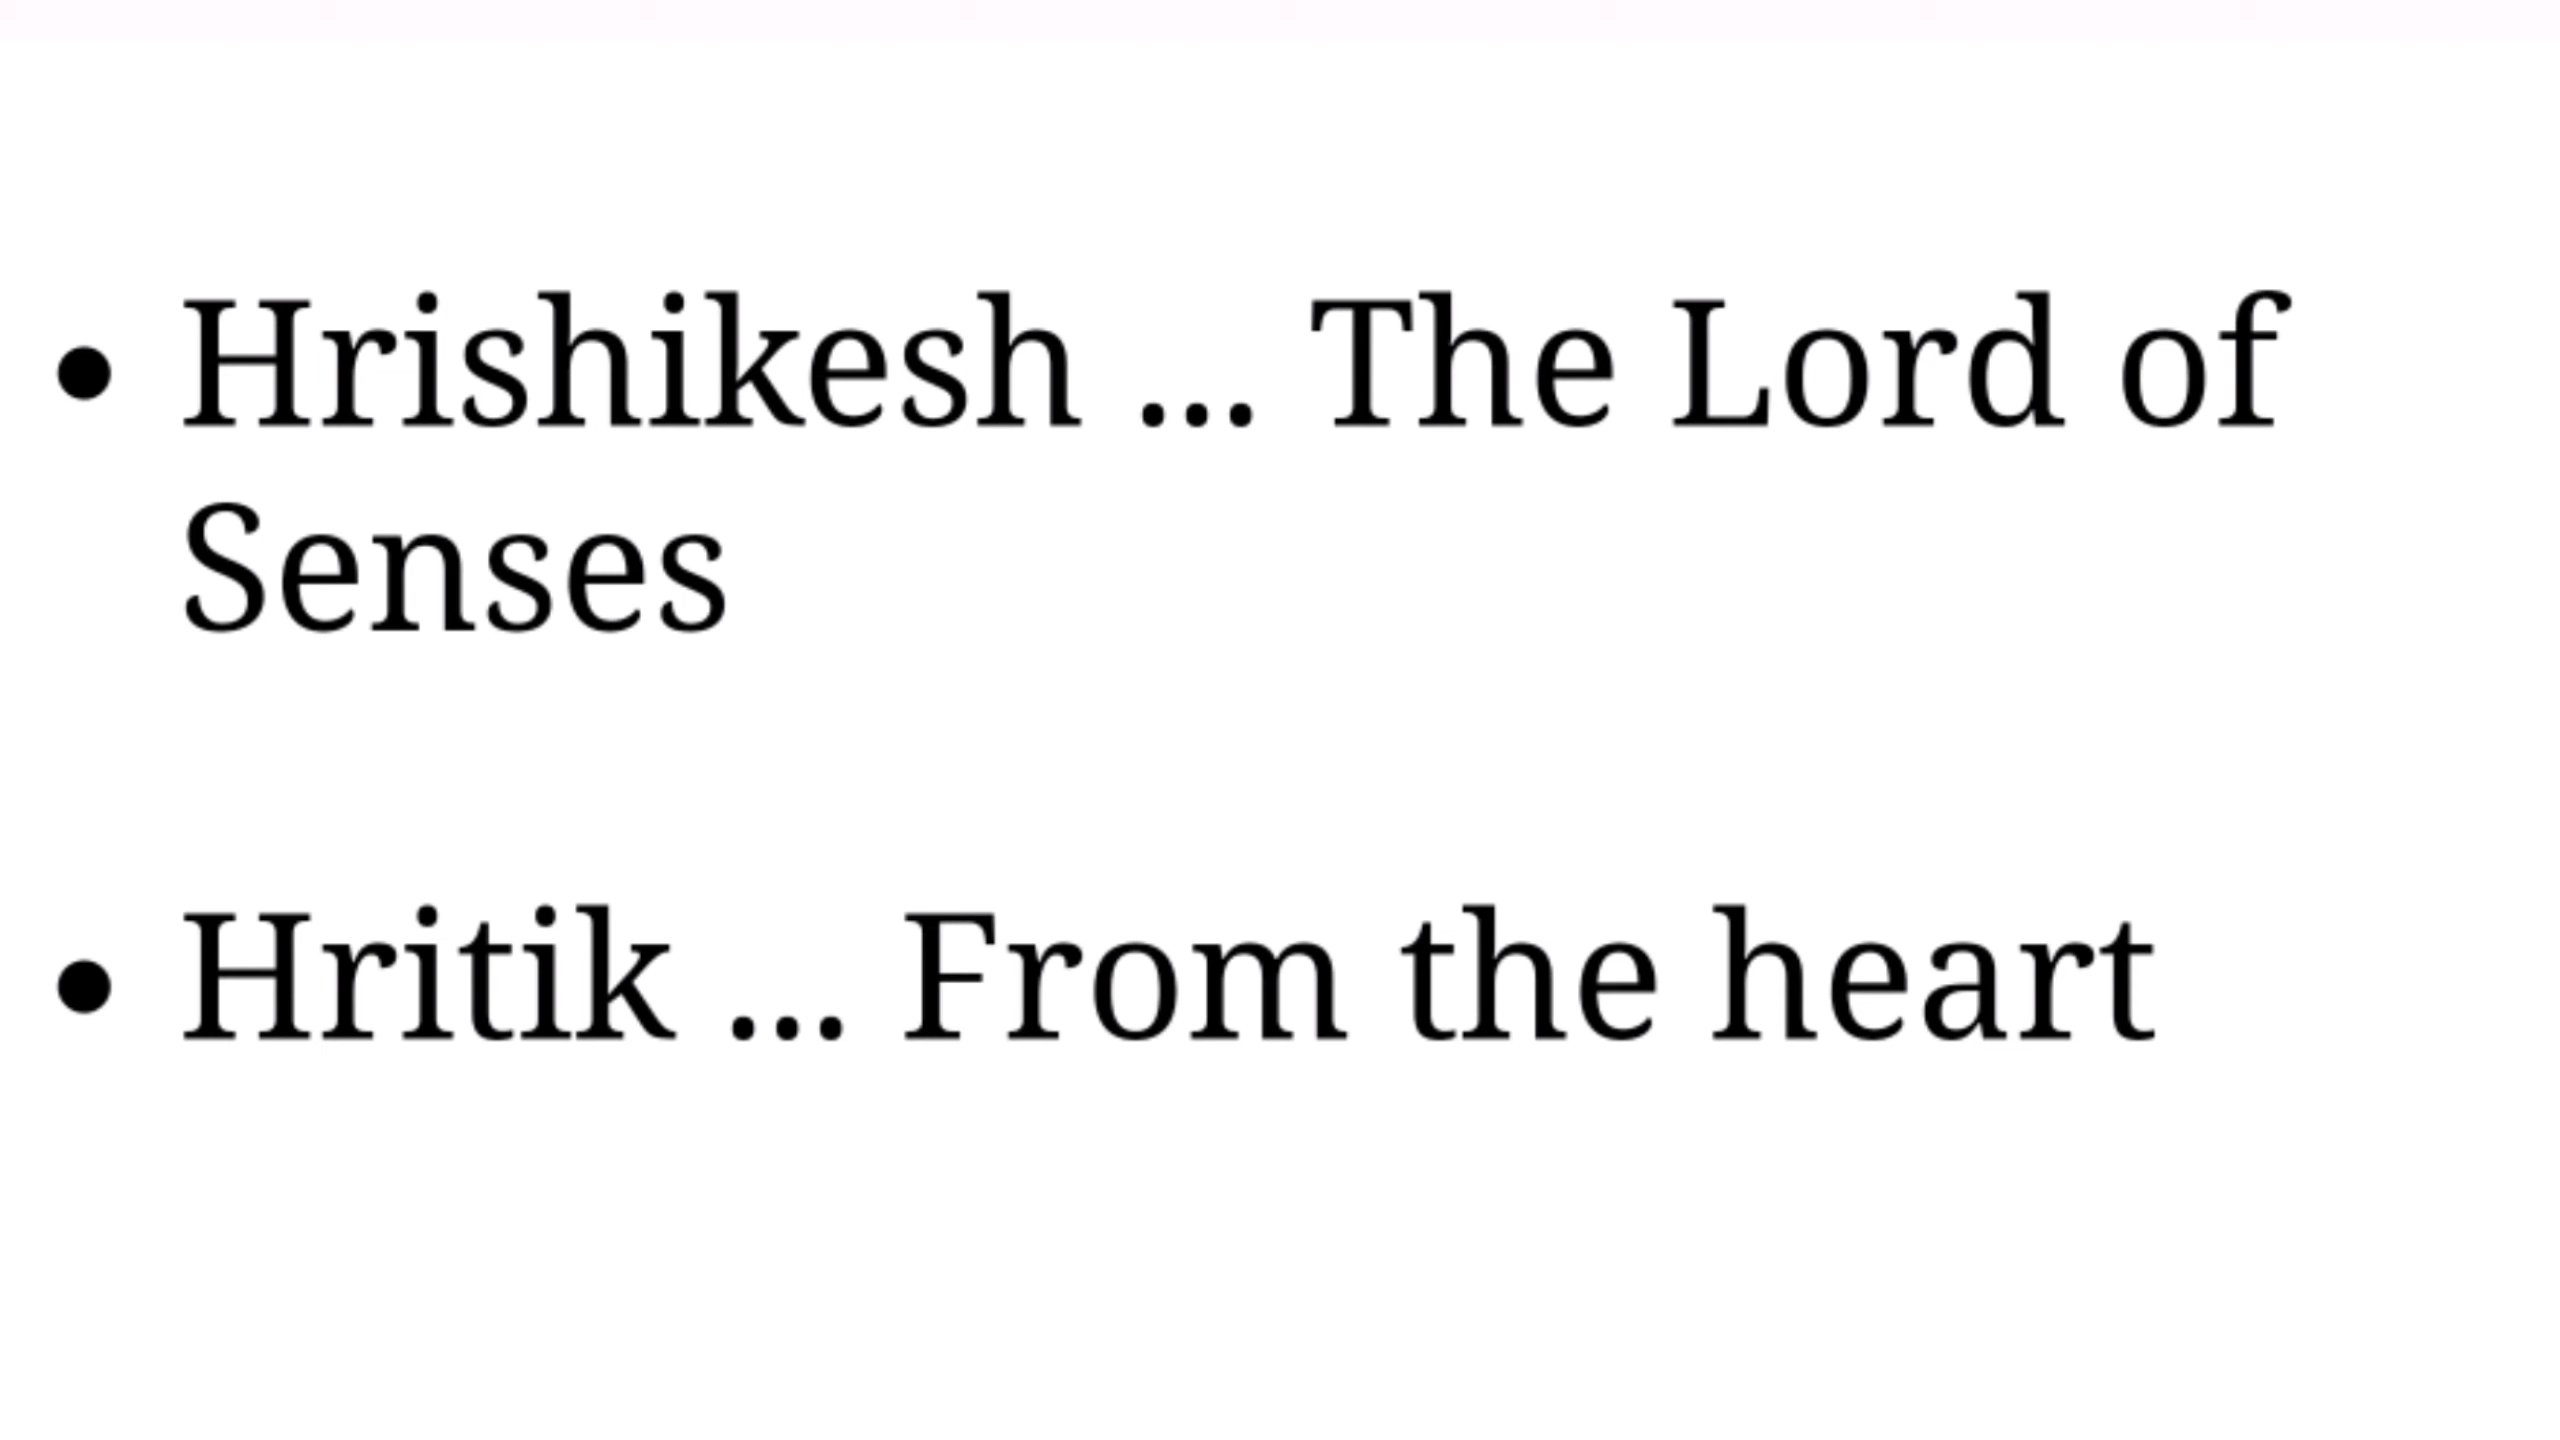 • Hrishikesh ... The Lord of
Senses
• Hritik ... From the heart